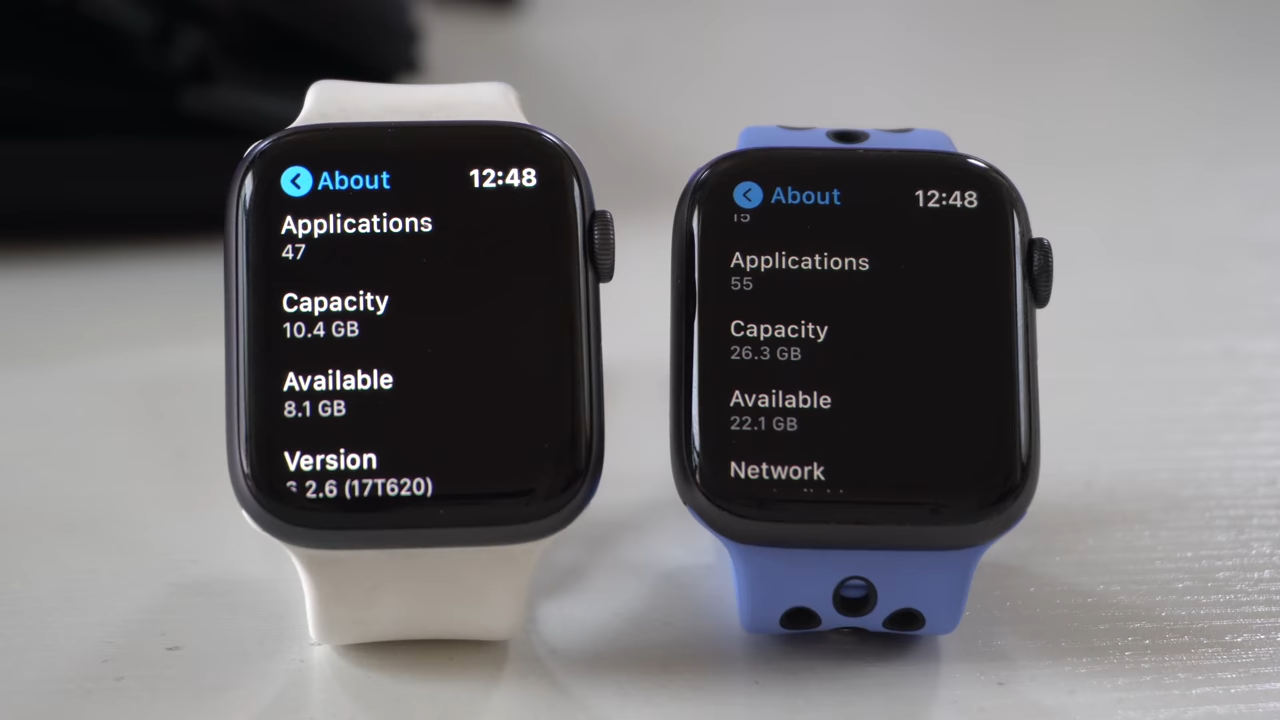 About 12:48
Applications
47
Capacity
10.4 GB
Available
8.1 GB
Version
2.6 (17T620)
About 12:48
15
Applications
55
Capacity
26.3 GB
Available
22.1 GB
Network